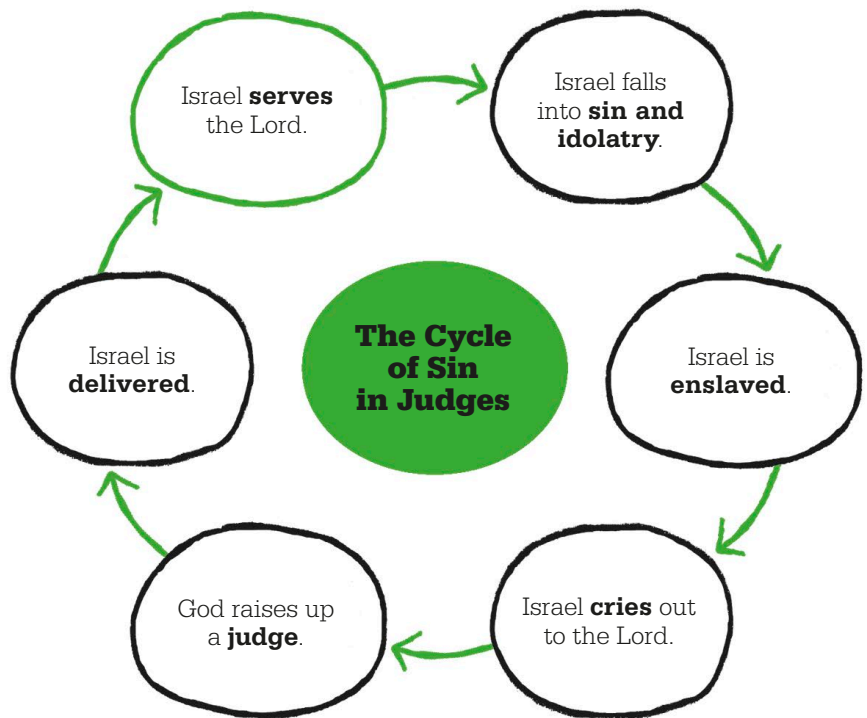 The Cycle
of Sin
in Judges
Israel serves
the Lord.
Israel falls
into sin and
idolatry.
Israel is
enslaved.
Israel cries out
to the Lord.
God raises up
a judge.
Israel is
delivered.